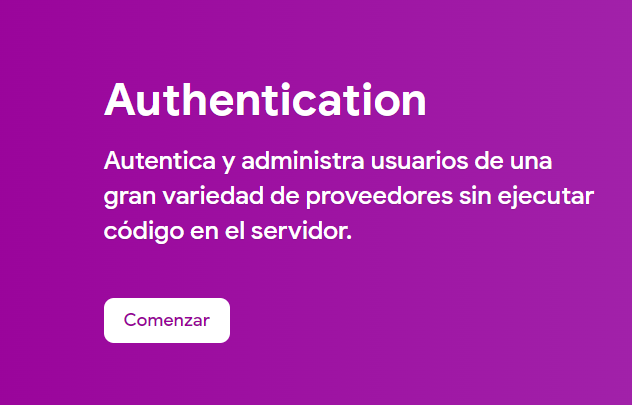 Authentication
Autentica y administra usuarios de una
gran variedad de proveedores sin ejecutar
código en el servidor.
Comenzar